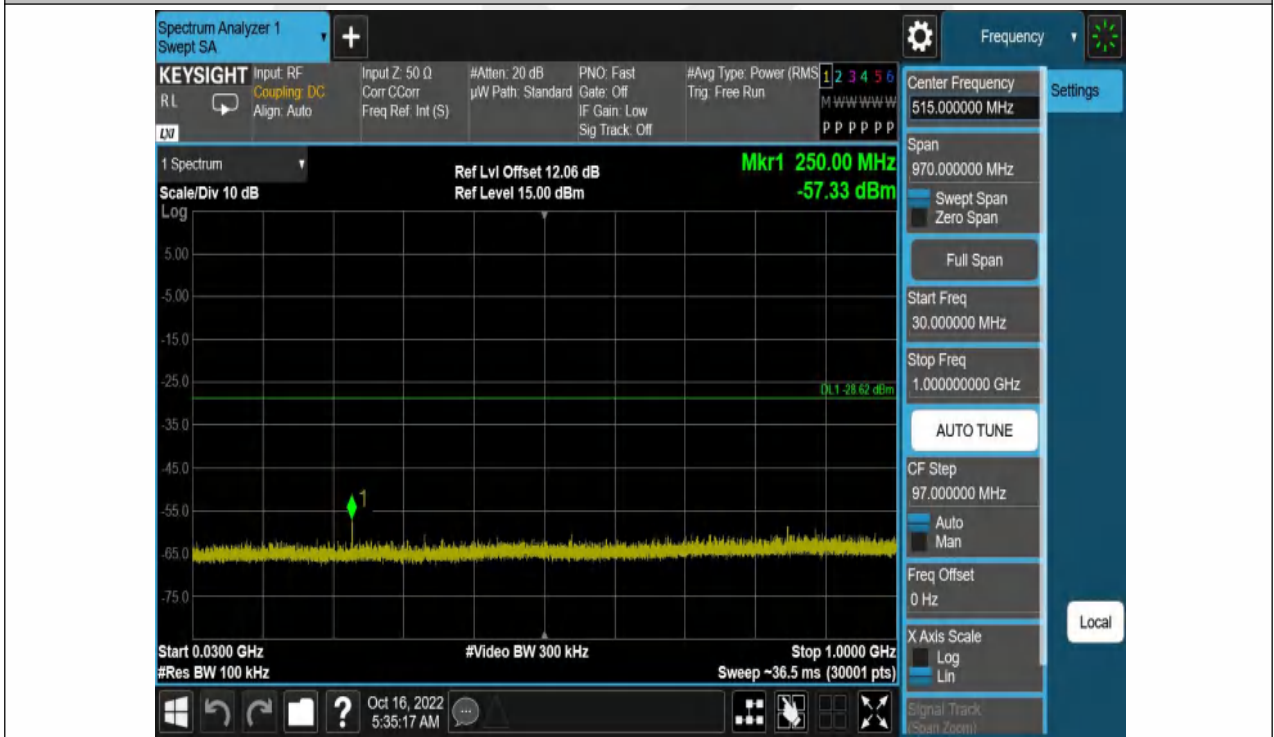 Spectrum Analyzer 1
Swept SA
+
Frequency
KEYSIGHT
RL
LXI
Input: RF
Coupling: DC
Align: Auto
Input Z: 50 Ω
Corr CCorr
Freq Ref: Int (S)
#Atten: 20 dB
µW Path: Standard
PNO: Fast
Gate: Off
IF Gain: Low
Sig Track: Off
#Avg Type: Power (RMS
Trig: Free Run
1 2 3 4 5 6
M W W W W W
P P P P P P
1 Spectrum
Scale/Div 10 dB
Log
Ref Lvl Offset 12.06 dB
Ref Level 15.00 dBm
Mkr1 250.00 MHz
-57.33 dBm
5.00
-5.00
-15.0
-25.0
DL1 -28.62 dBm
-35.0
-45.0
1
-55.0
-65.0
-75.0
Start 0.0300 GHz
#Res BW 100 kHz
#Video BW 300 kHz
Stop 1.0000 GHz
Sweep ~36.5 ms (30001 pts)
Center Frequency
515.000000 MHz
Settings
Span
970.000000 MHz
Swept Span
Zero Span
Full Span
Start Freq
30.000000 MHz
Stop Freq
1.000000000 GHz
AUTO TUNE
CF Step
97.000000 MHz
Auto
Man
Freq Offset
0 Hz
X Axis Scale
Log
Lin
Local
Signal Track
(Span Zoom)
?
Oct 16, 2022
5:35:17 AM